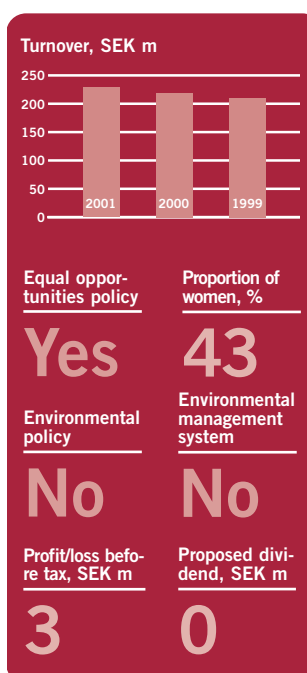 Turnover, SEK m
250
200
150
100
50
0
2001
2000
1999
Equal oppor-
tunities policy
Yes
Proportion of
women, %
43
Environmental
policy
No
Environmental
management
system
No
Profit/loss befo-
re tax, SEK m
3
Proposed divi-
dend, SEK m
0